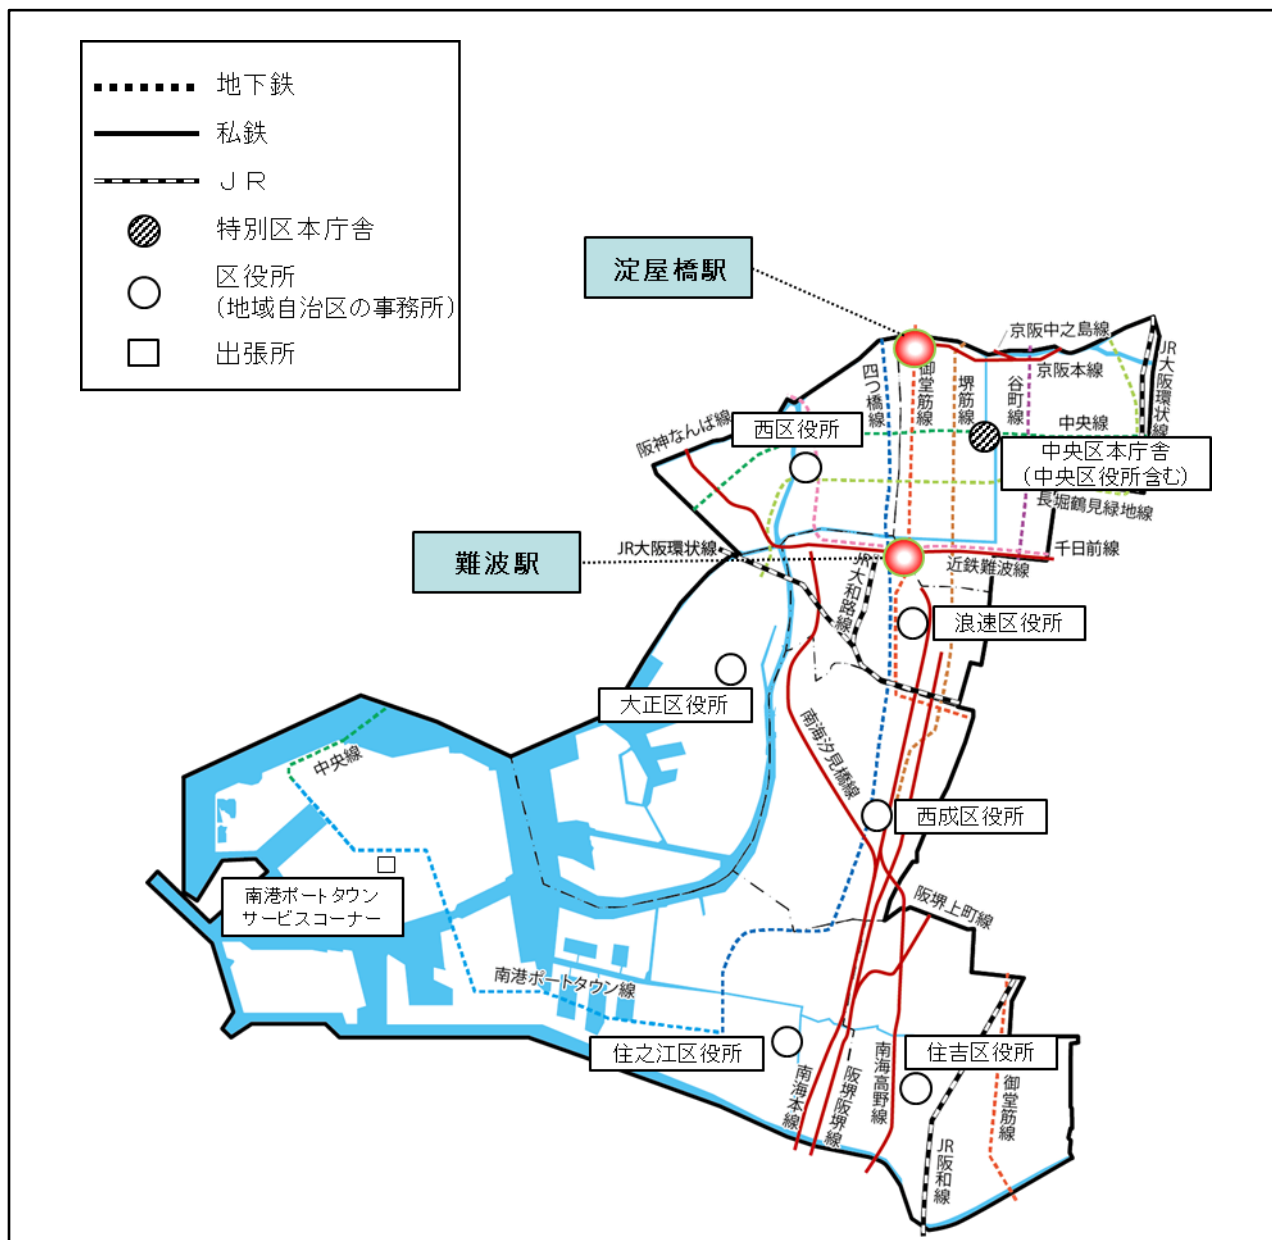 地下鉄
私鉄
ＪＲ
特別区本庁舎
区役所
（地域自治区の事務所）
出張所
淀屋橋駅
京阪中之島線
JR大阪環状線
京阪本線
四つ橋線
御堂筋線
堺筋線
谷町線
中央線
阪神なんば線
西区役所
中央区本庁舎
（中央区役所含む）
長堀鶴見緑地線
難波駅
JR大阪環状線
千日前線
近鉄難波線
JR大和路線
浪速区役所
大正区役所
南海汐見橋線
中央線
西成区役所
南港ポートタウン
サービスコーナー
阪堺上町線
南港ポートタウン線
住之江区役所
住吉区役所
南海本線
阪堺阪堺線
南海高野線
御堂筋線
JR阪和線